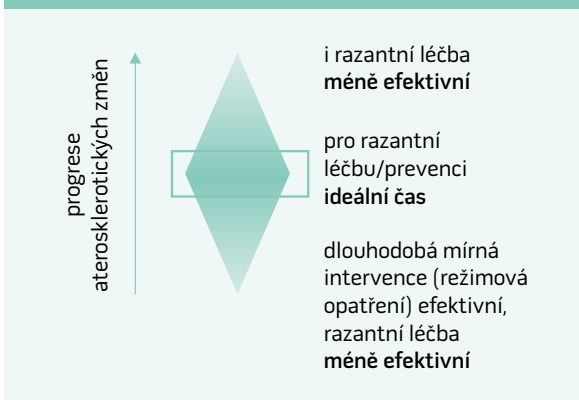 progrese
aterosklerotických změn
i razantní léčba
méně efektivní
pro razantní
léčbu/prevenci
ideální čas
dlouhodobá mírná
intervence (režimová
opatření) efektivní,
razantní léčba
méně efektivní